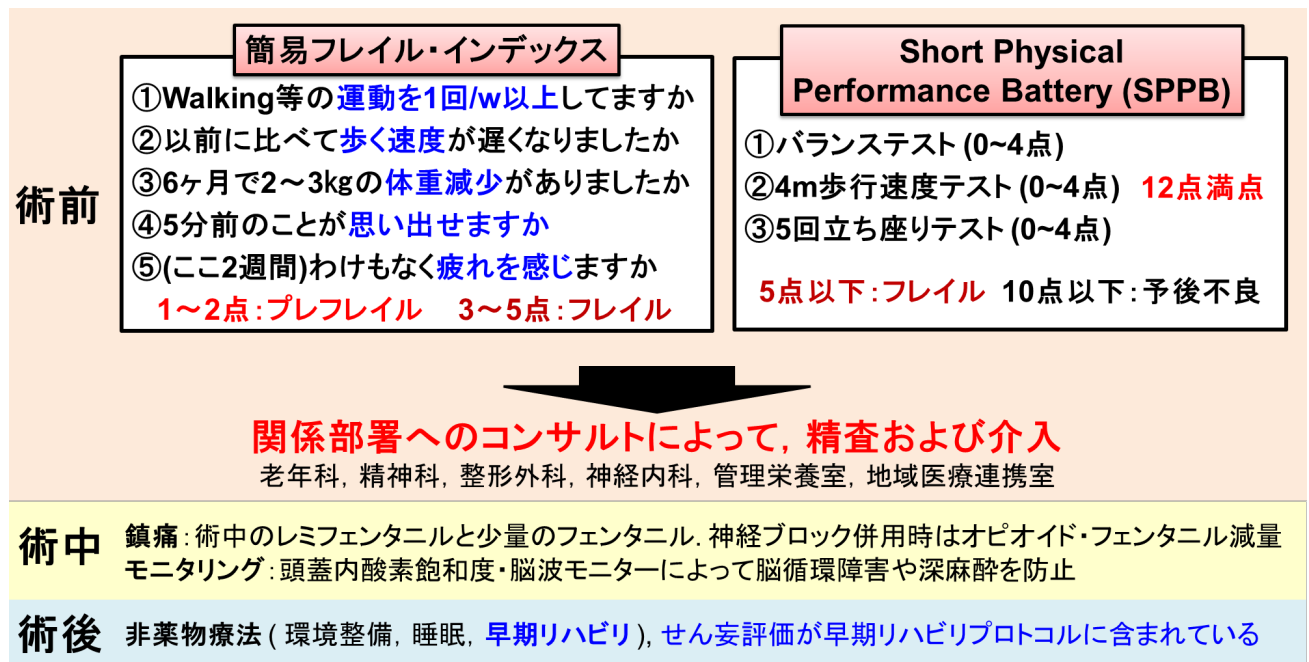 術前
簡易フレイル・インデックス
①Walking等の運動を1回/w以上してますか
②以前に比べて歩く速度が遅くなりましたか
③6ヶ月で2～3㎏の体重減少がありましたか
④5分前のことが思い出せますか
⑤(ここ2週間)わけもなく疲れを感じますか
1～2点：プレフレイル 3～5点：フレイル
Short Physical
Performance Battery (SPPB)
①バランステスト (0~4点)
②4m歩行速度テスト (0~4点) 12点満点
③5回立ち座りテスト (0~4点)
5点以下：フレイル 10点以下：予後不良
関係部署へのコンサルトによって, 精査および介入
老年科, 精神科, 整形外科, 神経内科, 管理栄養室, 地域医療連携室
術中
鎮痛：術中のレミフェンタニルと少量のフェンタニル. 神経ブロック併用時はオピオイド・フェンタニル減量
モニタリング：頭蓋内酸素飽和度・脳波モニターによって脳循環障害や深麻酔を防止
術後
非薬物療法 ( 環境整備, 睡眠, 早期リハビリ ), せん妄評価が早期リハビリプロトコルに含まれている